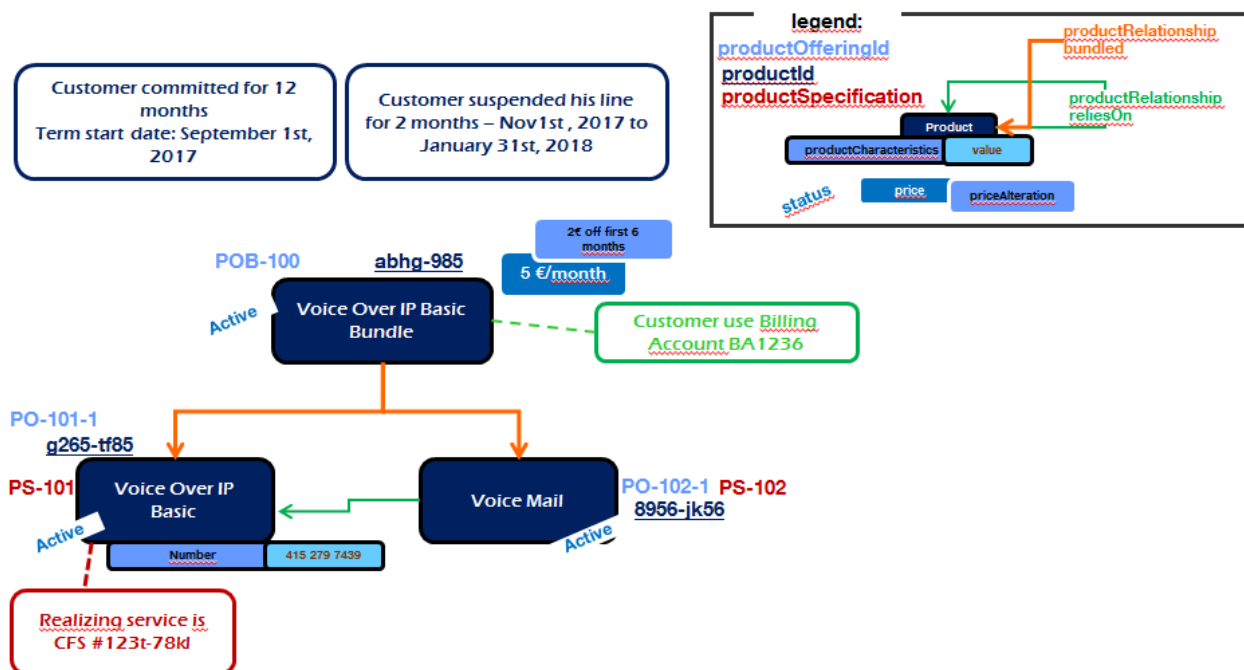 legend:
productOfferingId
productId
productSpecification
productRelationship
bundled
productRelationship
reliesOn
Product
productCharacteristics
value
status
price
priceAlteration
Customer committed for 12
months
Term start date: September 1st,
2017
Customer suspended his line
for 2 months – Nov1st , 2017 to
January 31st, 2018
2€ off first 6
months
5 €/month
POB-100
abhg-985
Active
Voice Over IP Basic
Bundle
Customer use Billing
Account BA1236
PO-101-1
g265-tf85
PS-101
Voice Over IP
Basic
Active
Number
415 279 7439
Voice Mail
PO-102-1 PS-102
8956-jk56
Active
Realizing service is
CFS #123t-78kl